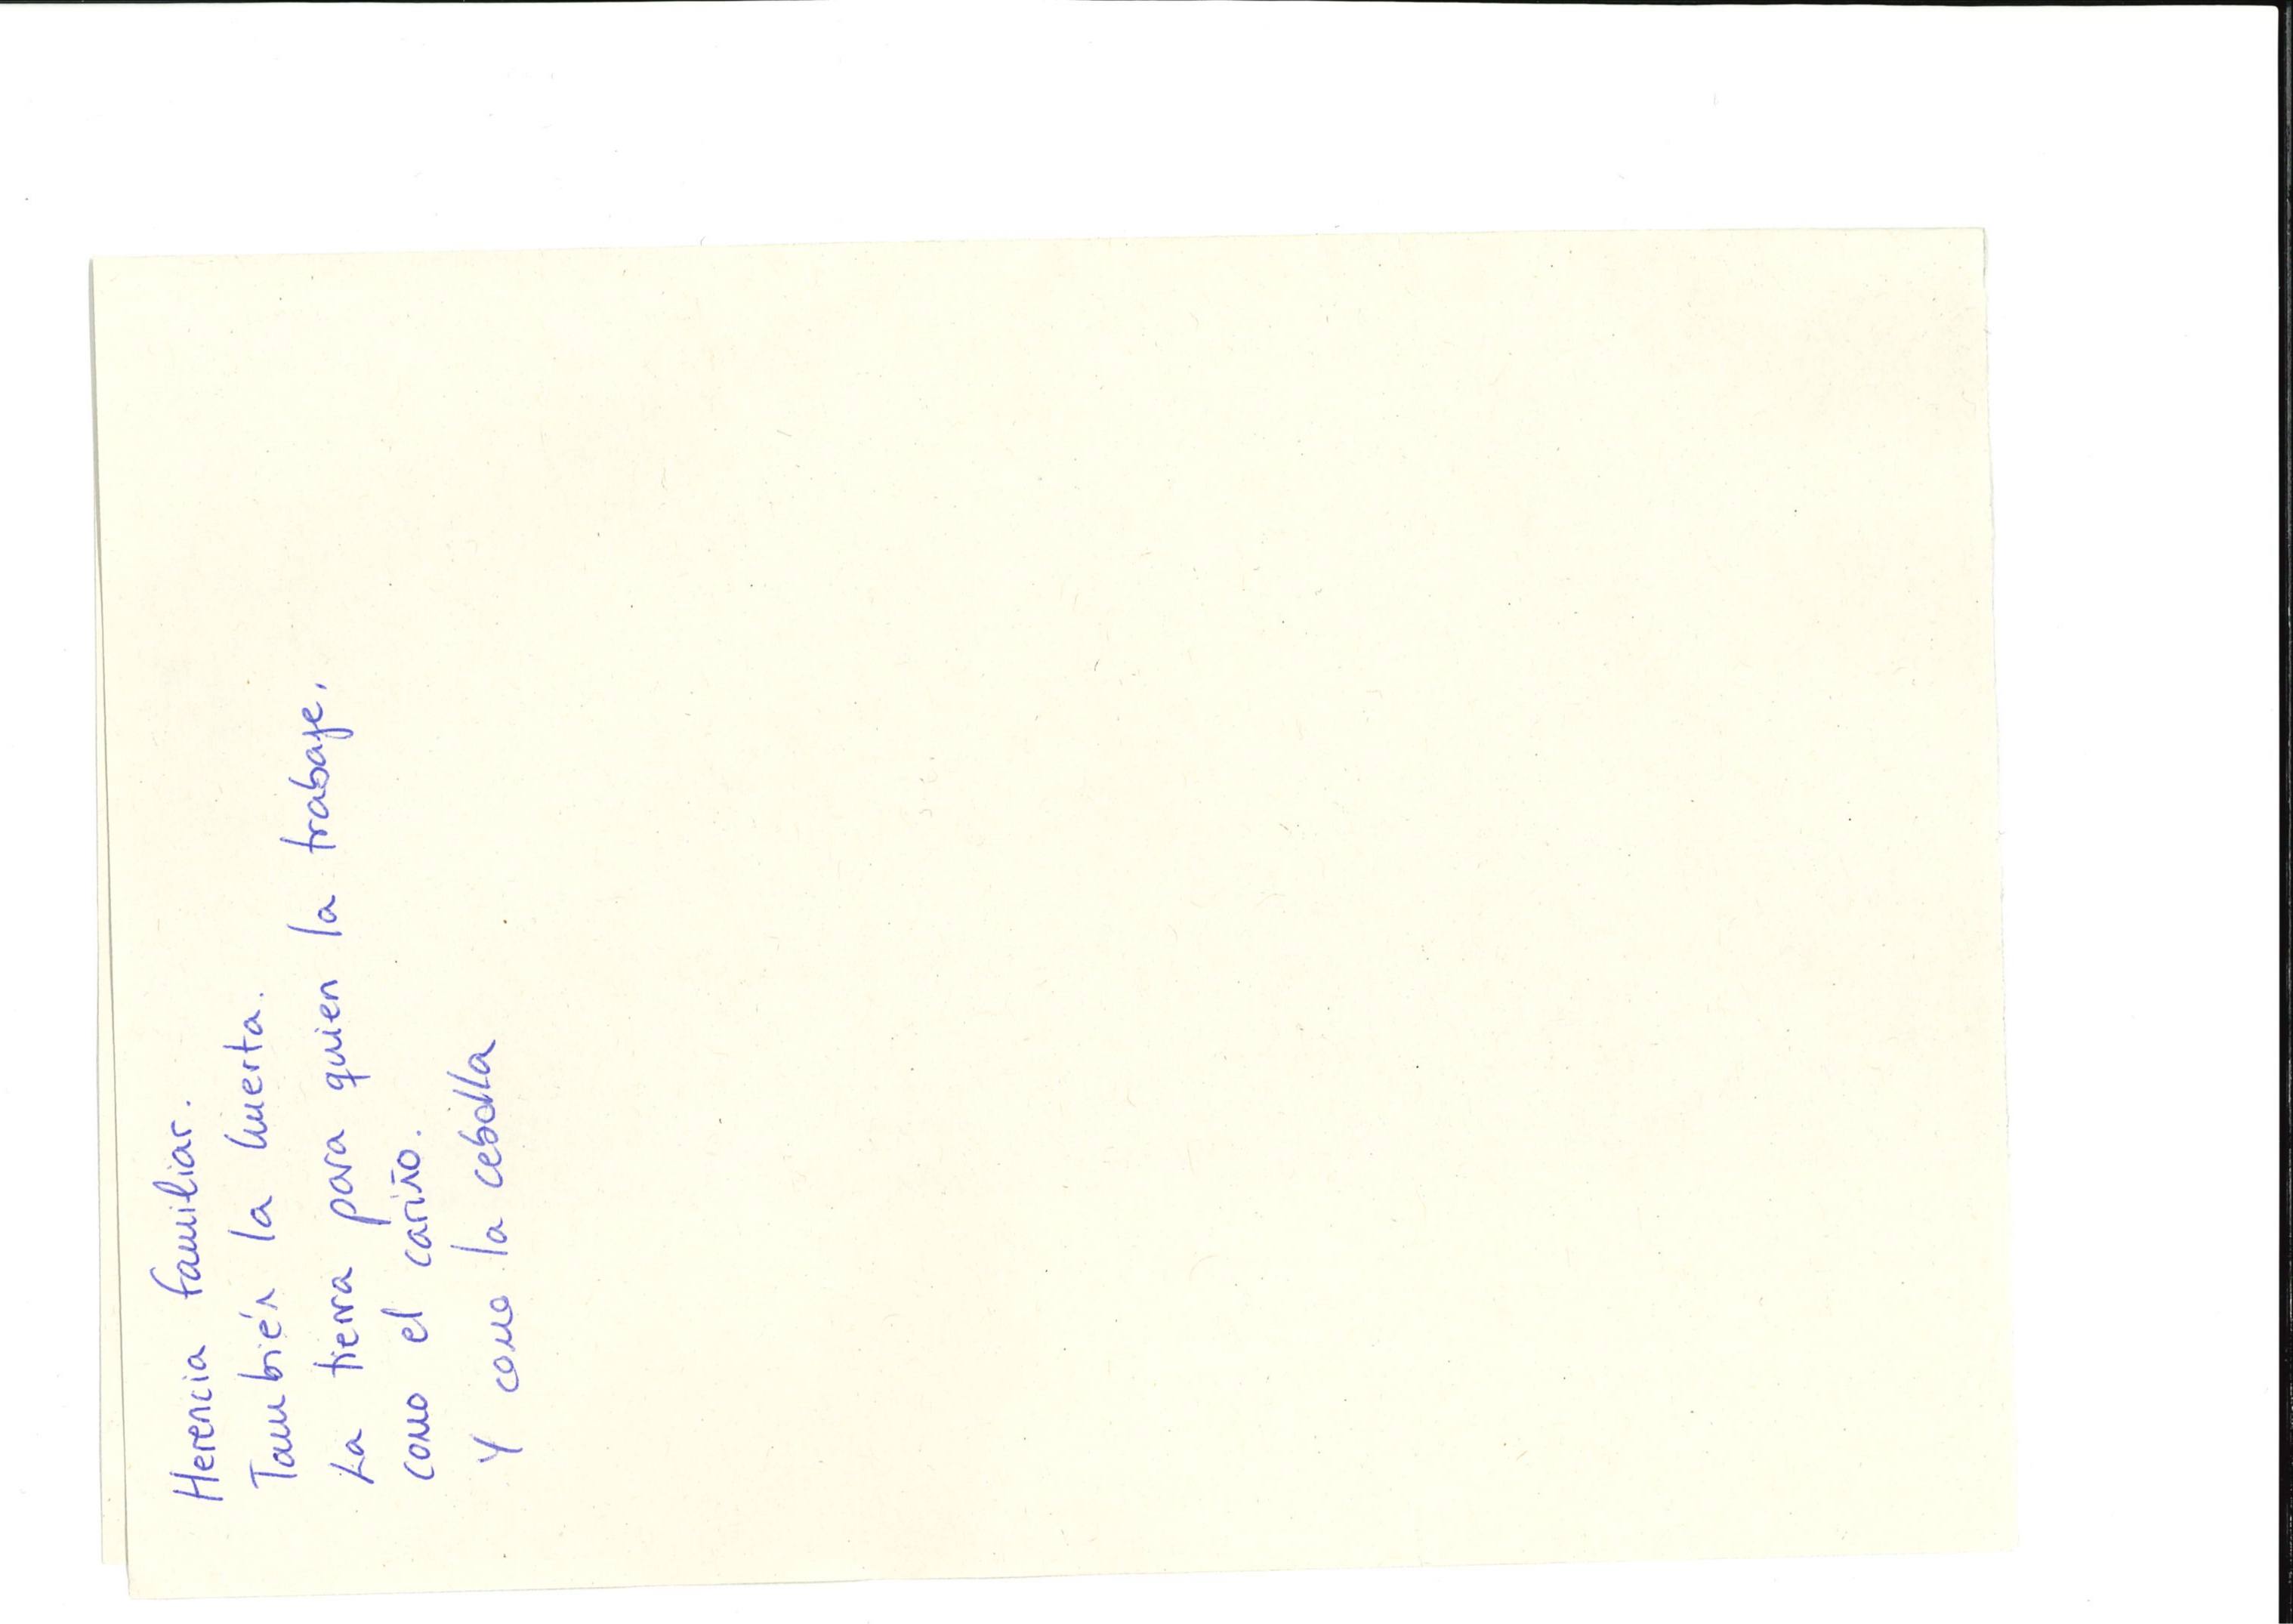 Herencia familiar.
También la huerta.
La tierra para quien la trabaje,
como el cariño.
Y como la cebolla